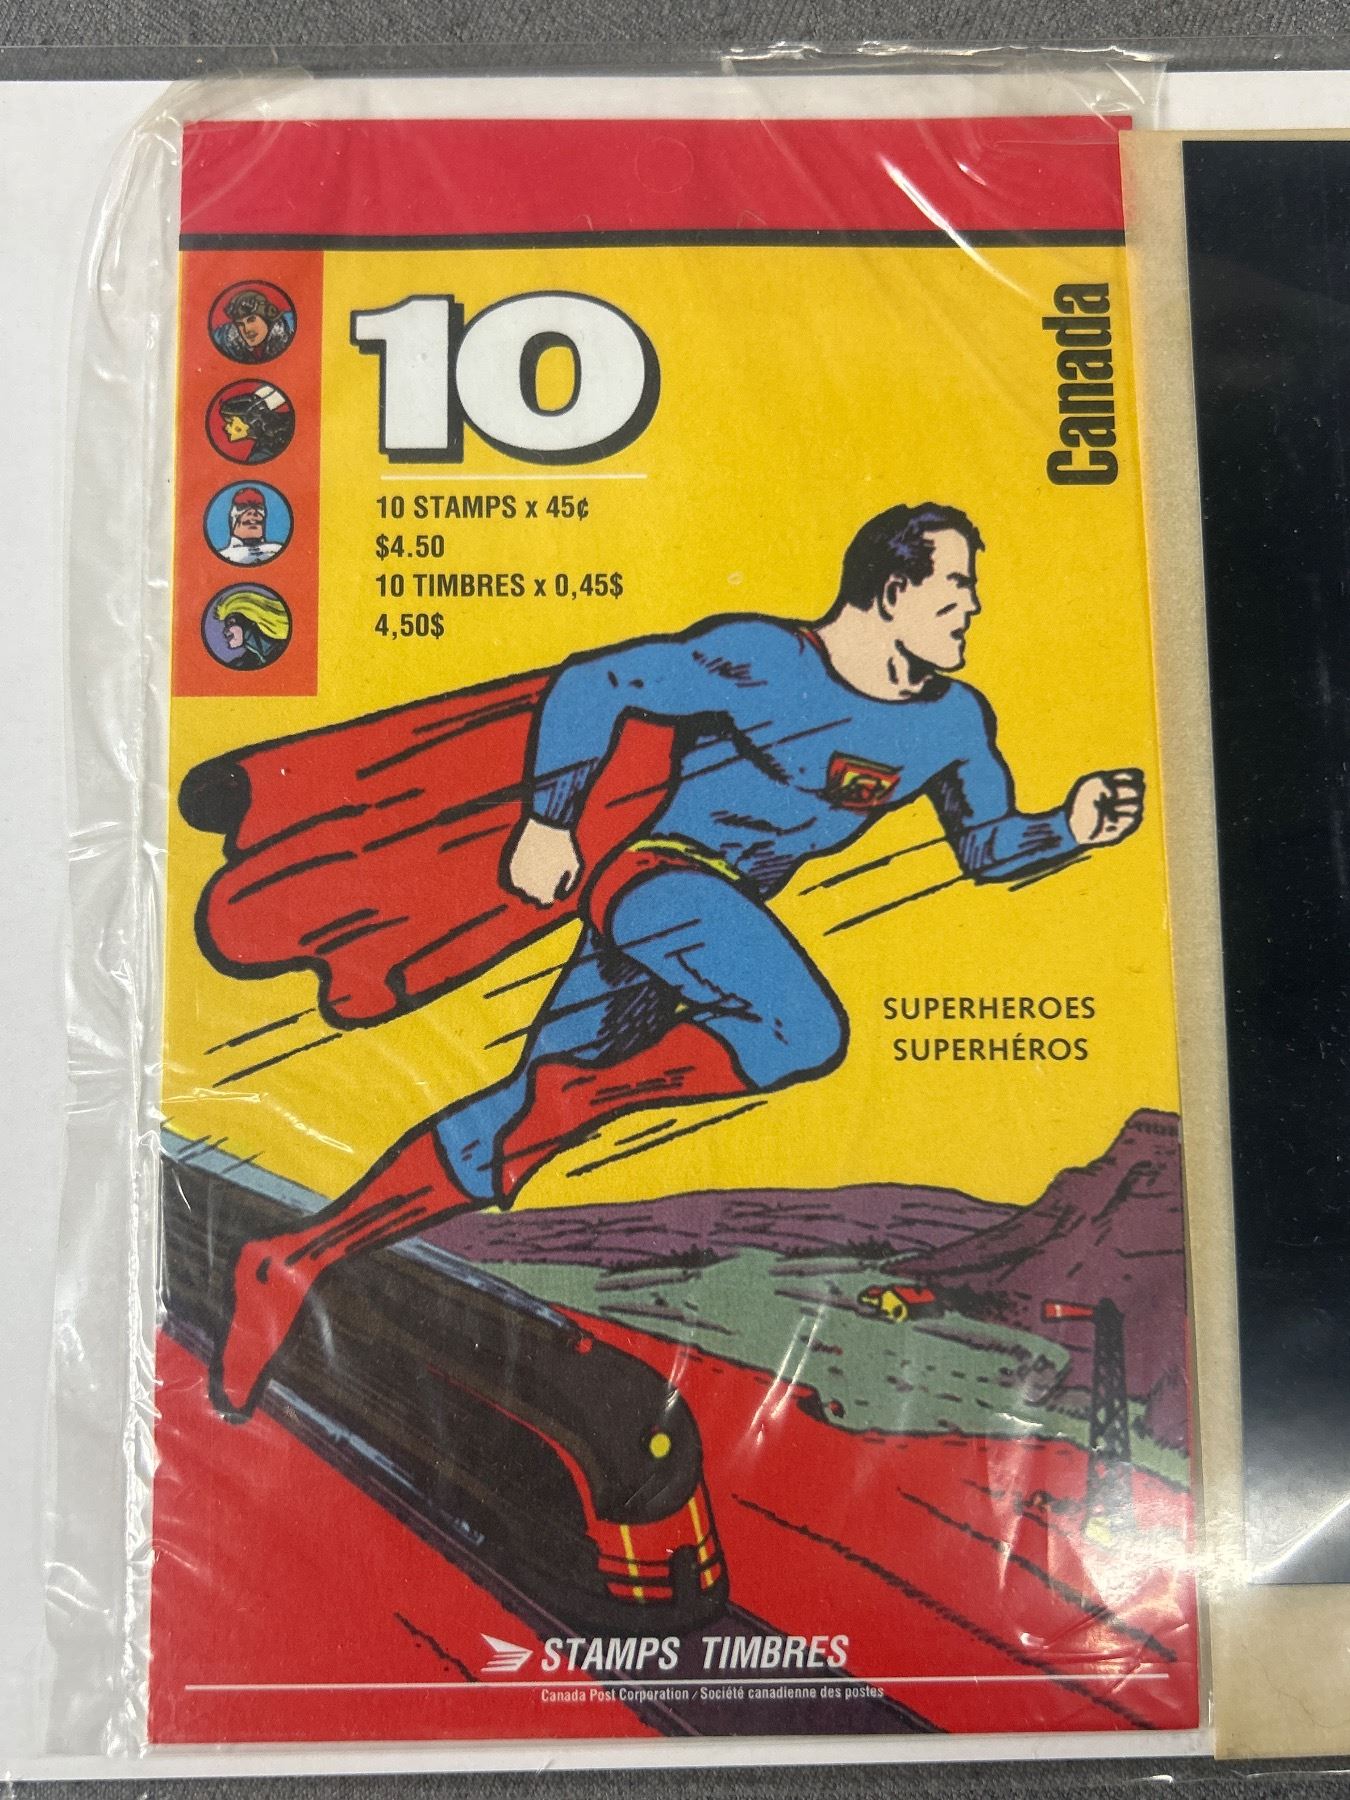 10
Canada
10 STAMPS x 45¢
$4.50
10 TIMBRES x 0,45$
4,50$
SUPERHEROES
SUPERHÉROS
STAMPS TIMBRES
Canada Post Corporation / Société canadienne des postes